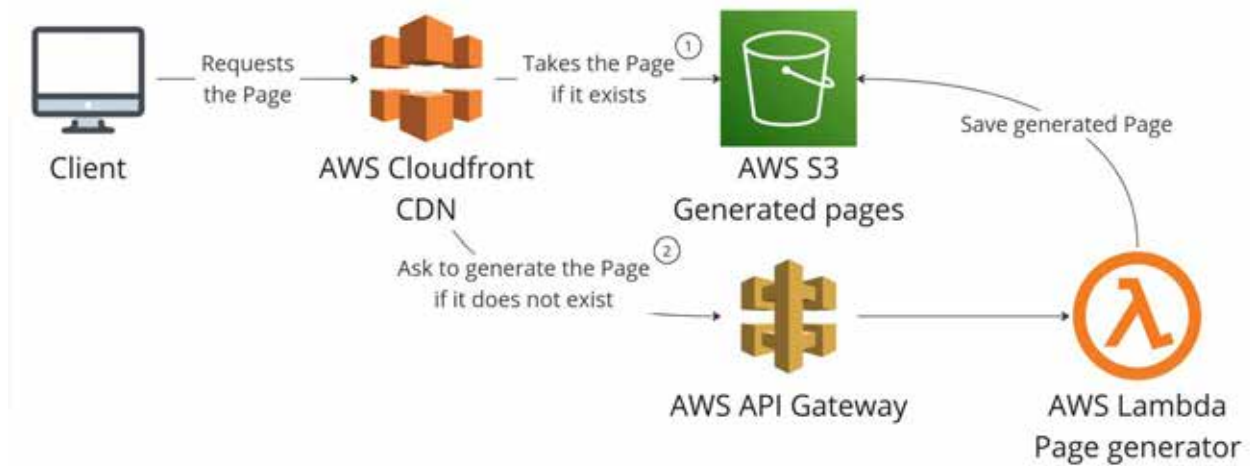 Requests
the Page
Takes the Page
if it exists
1
Client
AWS Cloudfront
CDN
AWS S3
Generated pages
Save generated Page
Ask to generate the Page
if it does not exist
2
AWS API Gateway
AWS Lambda
Page generator